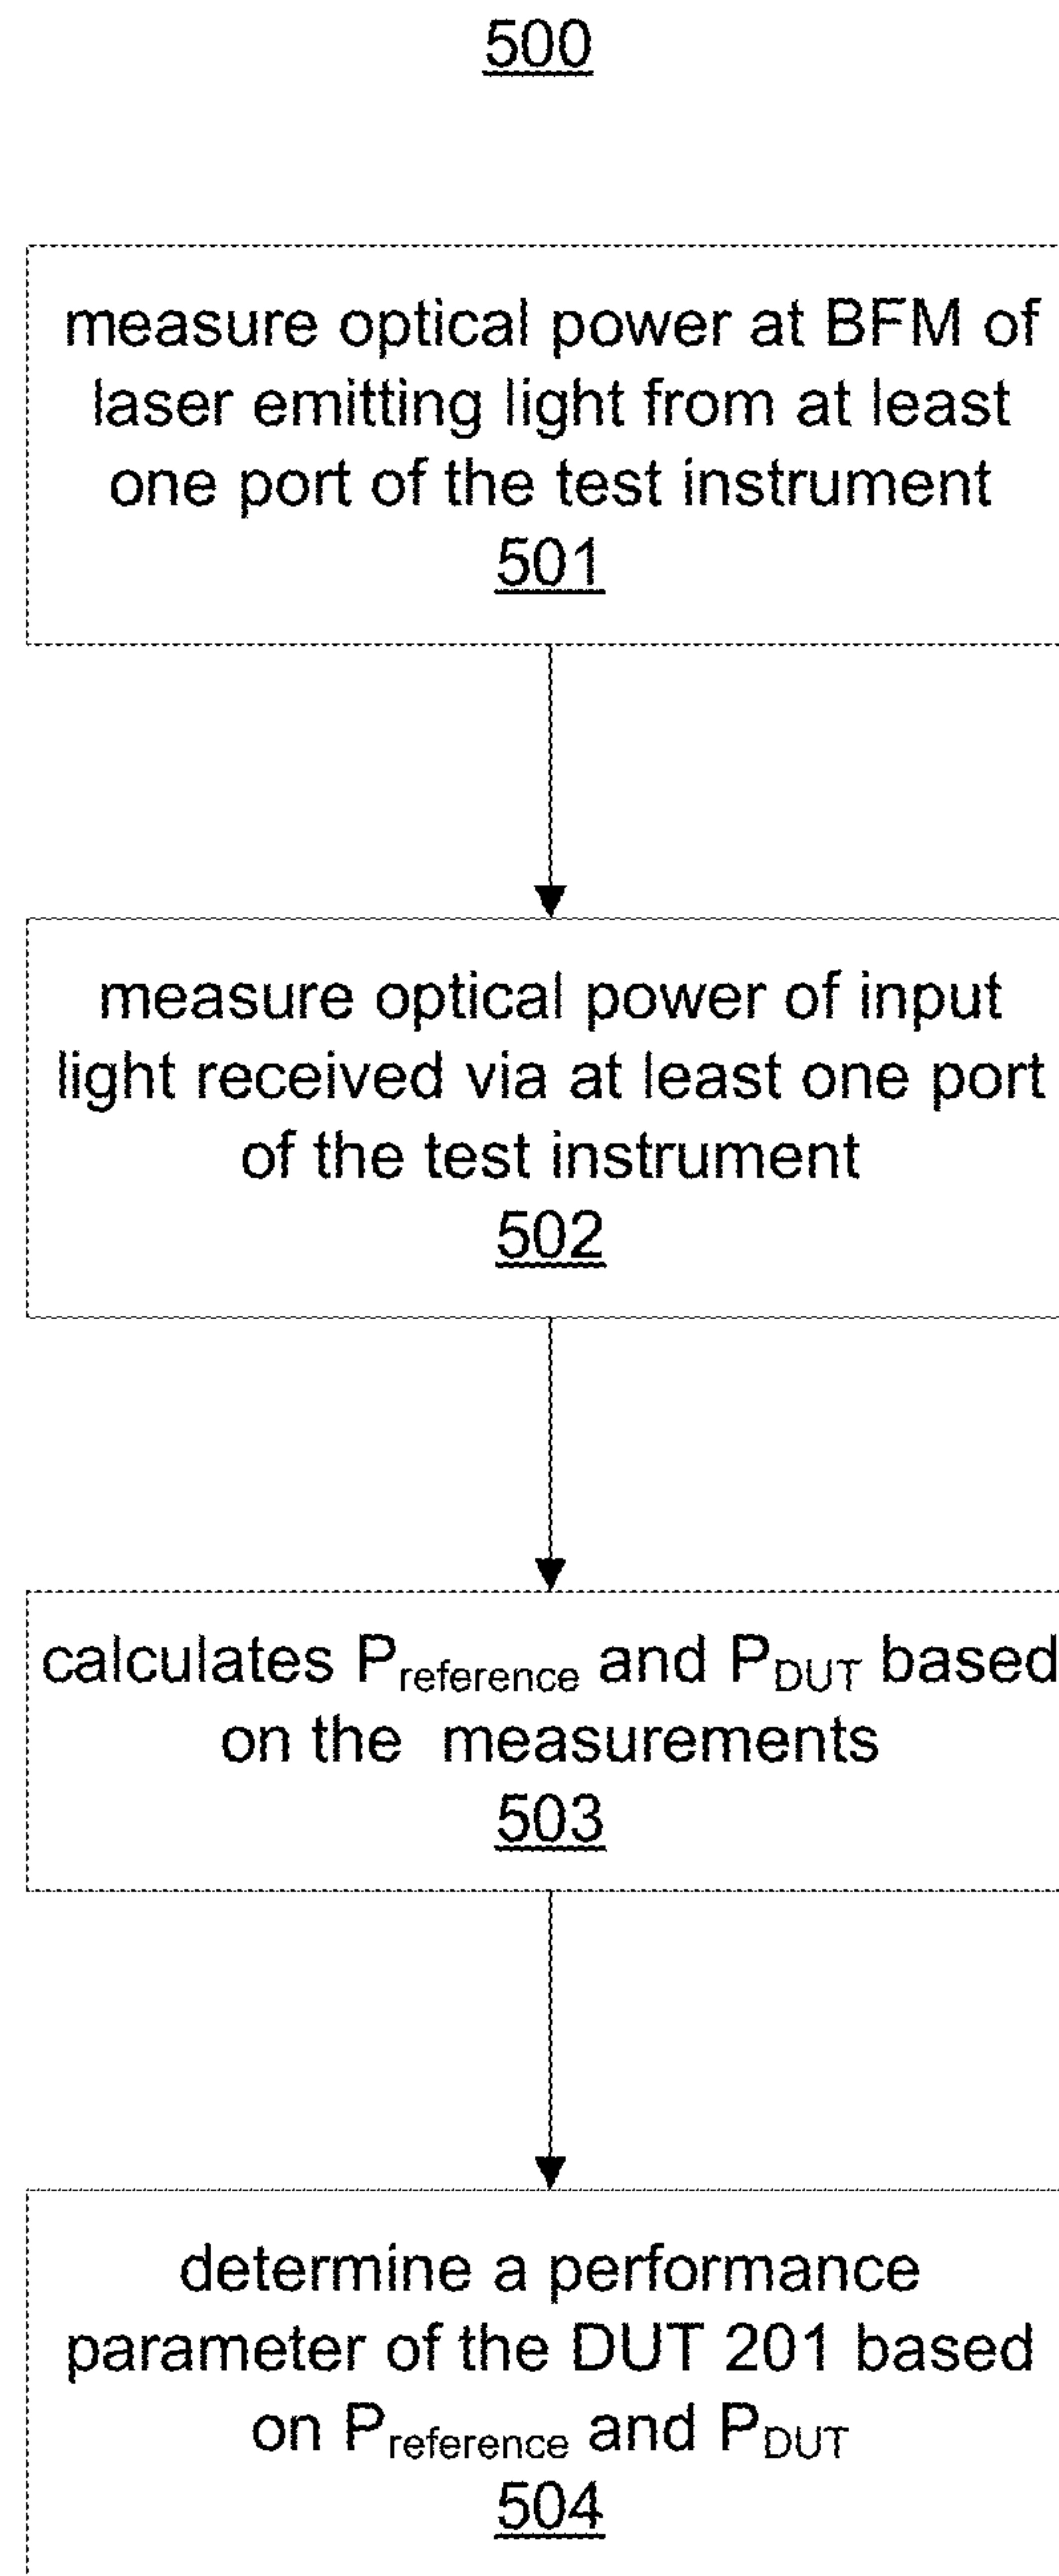 500
measure optical power at BFM of
laser emitting light from at least
one port of the test instrument
501
measure optical power of input
light received via at least one port
of the test instrument
502
calculates Preference and PDUT based
on the  measurements
503
determine a performance
parameter of the DUT 201 based
on Preference and PDUT
504